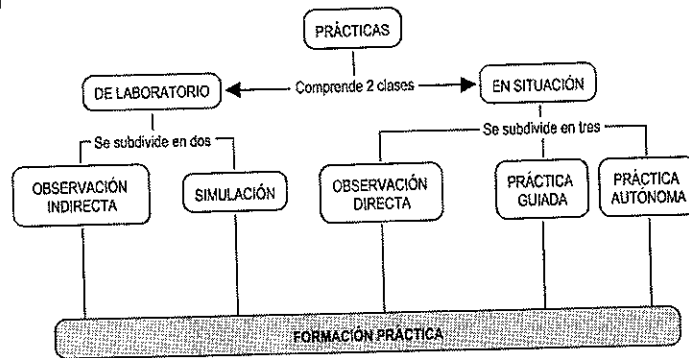 PRÁCTICAS
DE LABORATORIO
Comprende 2 clases
EN SITUACIÓN
Se subdivide en dos
Se subdivide en tres
OBSERVACIÓN
INDIRECTA
SIMULACIÓN
OBSERVACIÓN
DIRECTA
PRÁCTICA
GUIADA
PRÁCTICA
AUTÓNOMA
FORMACIÓN PRÁCTICA